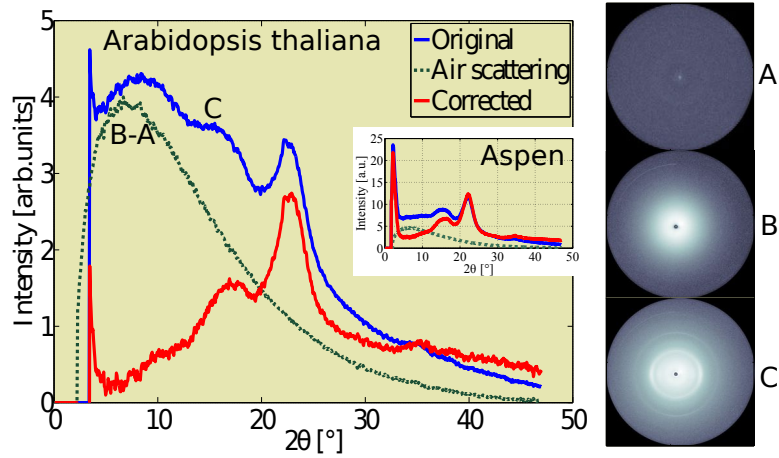 Arabidopsis thaliana
Original
Air scattering
Corrected
C
B-A
Intensity [arb.units]
5
4
3
2
1
0
0 10 20 30 40 50
2θ [°]
Aspen
Intensity [a.u.]
25
20
15
10
5
0
0 10 20 30 40 50
2θ [°]
A
B
C